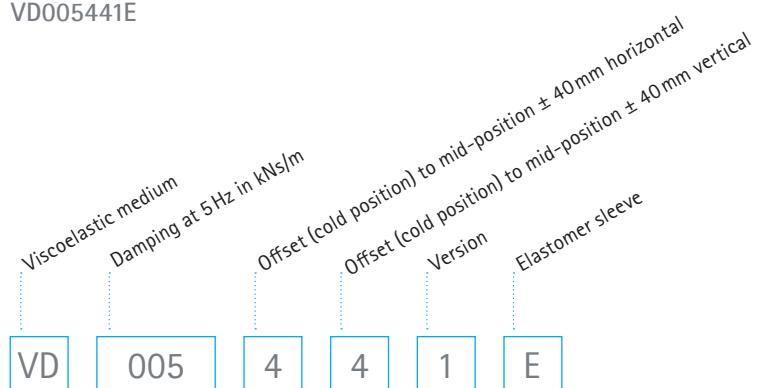 VD005441E
Viscoelastic medium
Damping at 5 Hz in kNs/m
Offset (cold position) to mid-position ± 40 mm horizontal
Offset (cold position) to mid-position ± 40 mm vertical
Version
Elastomer sleeve
VD 005 4 4 1 E